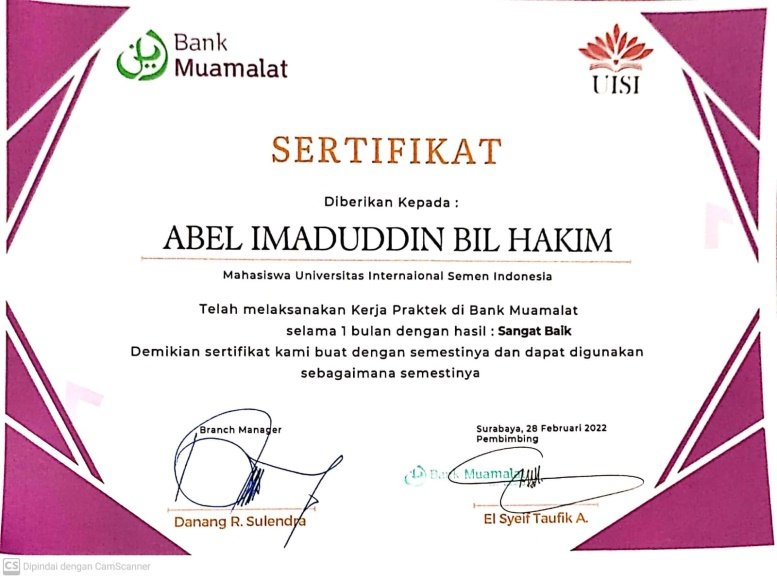 Bank
Muamalat
UISI
SERTIFIKAT
Diberikan Kepada :
ABEL IMADUDDIN BIL HAKIM
Mahasiswa Universitas Internaional Semen Indonesia
Telah melaksanakan Kerja Praktek di Bank Muamalat
selama 1 bulan dengan hasil : Sangat Baik
Demikian sertifikat kami buat dengan semestinya dan dapat digunakan
sebagaimana semestinya
Branch Manager
Surabaya, 28 Februari 2022
Pembimbing
Bank Muamalat
Danang R. Sulendra
El Syeif Taufik A.
CS Dipindai dengan CamScanner